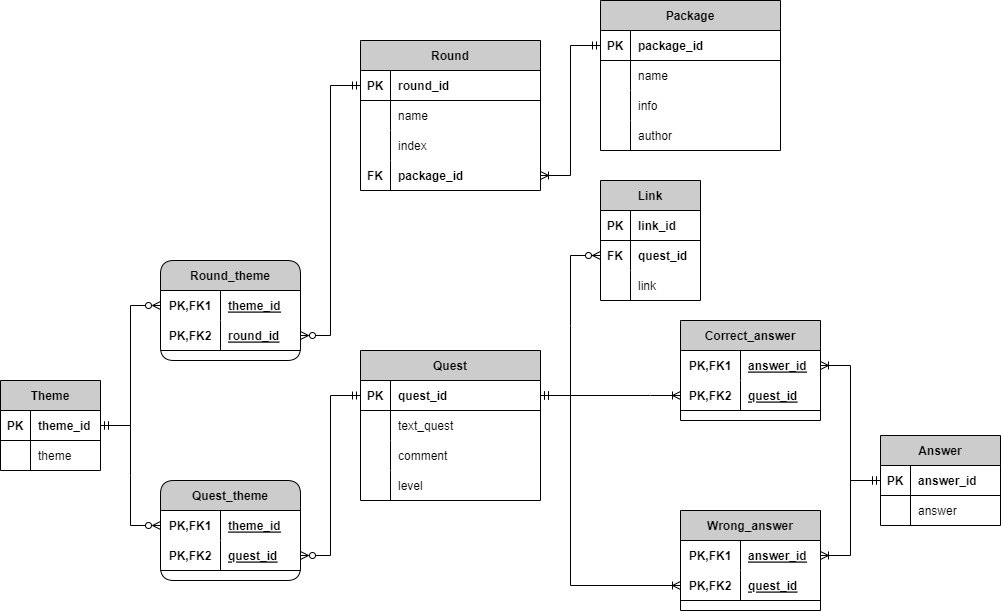 Package
PK package_id
name
info
author
Round
PK round_id
name
index
FK package_id
Link
PK link_id
FK quest_id
link
Round_theme
PK,FK1 theme_id
PK,FK2 round_id
Correct_answer
PK,FK1 answer_id
PK,FK2 quest_id
Quest
PK quest_id
text_quest
comment
level
Theme
PK theme_id
theme
Answer
PK answer_id
answer
Quest_theme
PK,FK1 theme_id
PK,FK2 quest_id
Wrong_answer
PK,FK1 answer_id
PK,FK2 quest_id